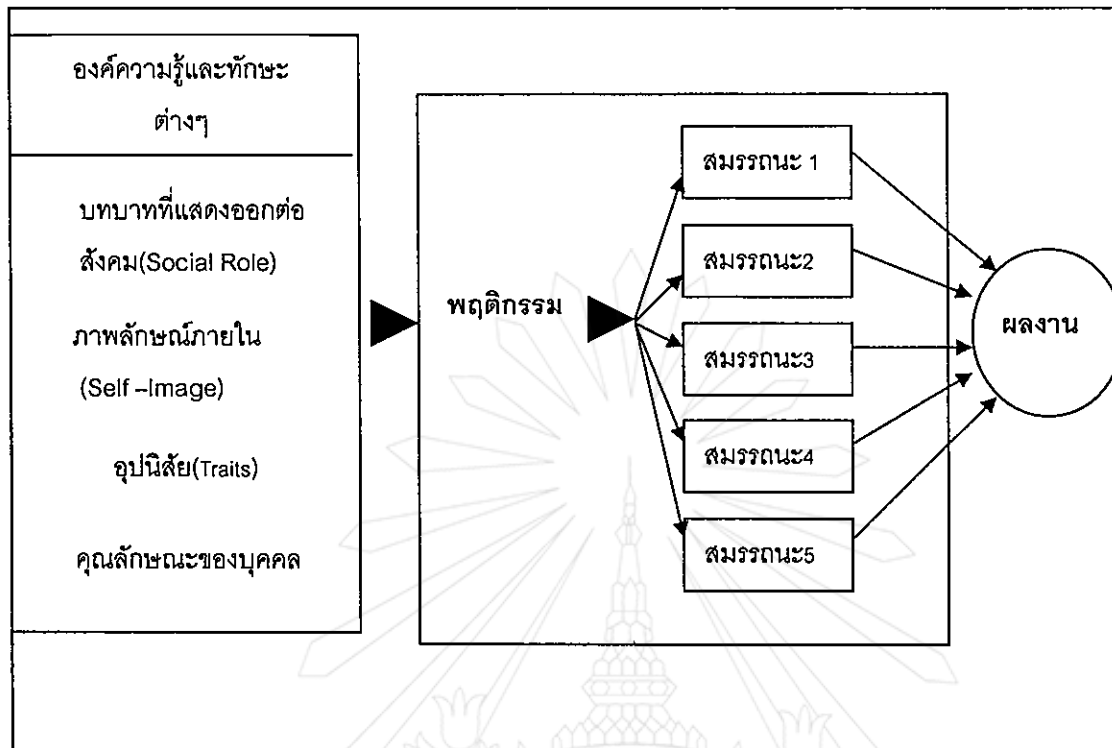 องค์ความรู้และทักษะ
ต่างๆ
บทบาทที่แสดงออกต่อ
สังคม(Social Role)
ภาพลักษณ์ภายใน
(Self –Image)
อุปนิสัย(Traits)
คุณลักษณะของบุคคล
พฤติกรรม
สมรรถนะ 1
สมรรถนะ2
สมรรถนะ3
สมรรถนะ4
สมรรถนะ5
ผลงาน